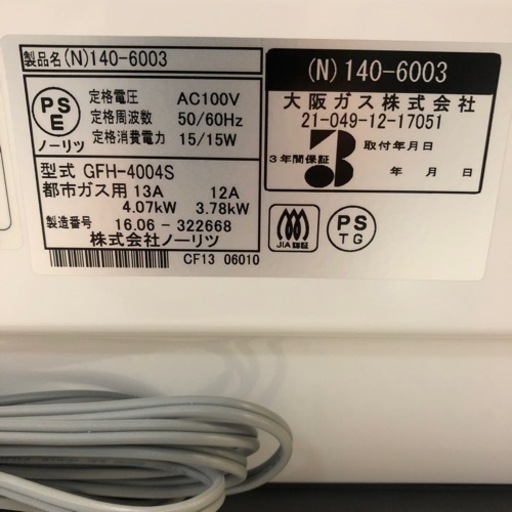 製品名(N)140-6003
PS
E
ノーリツ
定格電圧 AC100V
定格周波数 50/60Hz
定格消費電力 15/15W
型式 GFH-4004S
都市ガス用 13A 12A
4.07kW 3.78kW
製造番号 16.06-322668
株式会社ノーリツ
CF13 06010
(N)140-6003
大阪ガス株式会社
21-049-12-17051
3年間保証
3
取付年月日
年 月 日
年 月 日
JIA認証
PS
TG